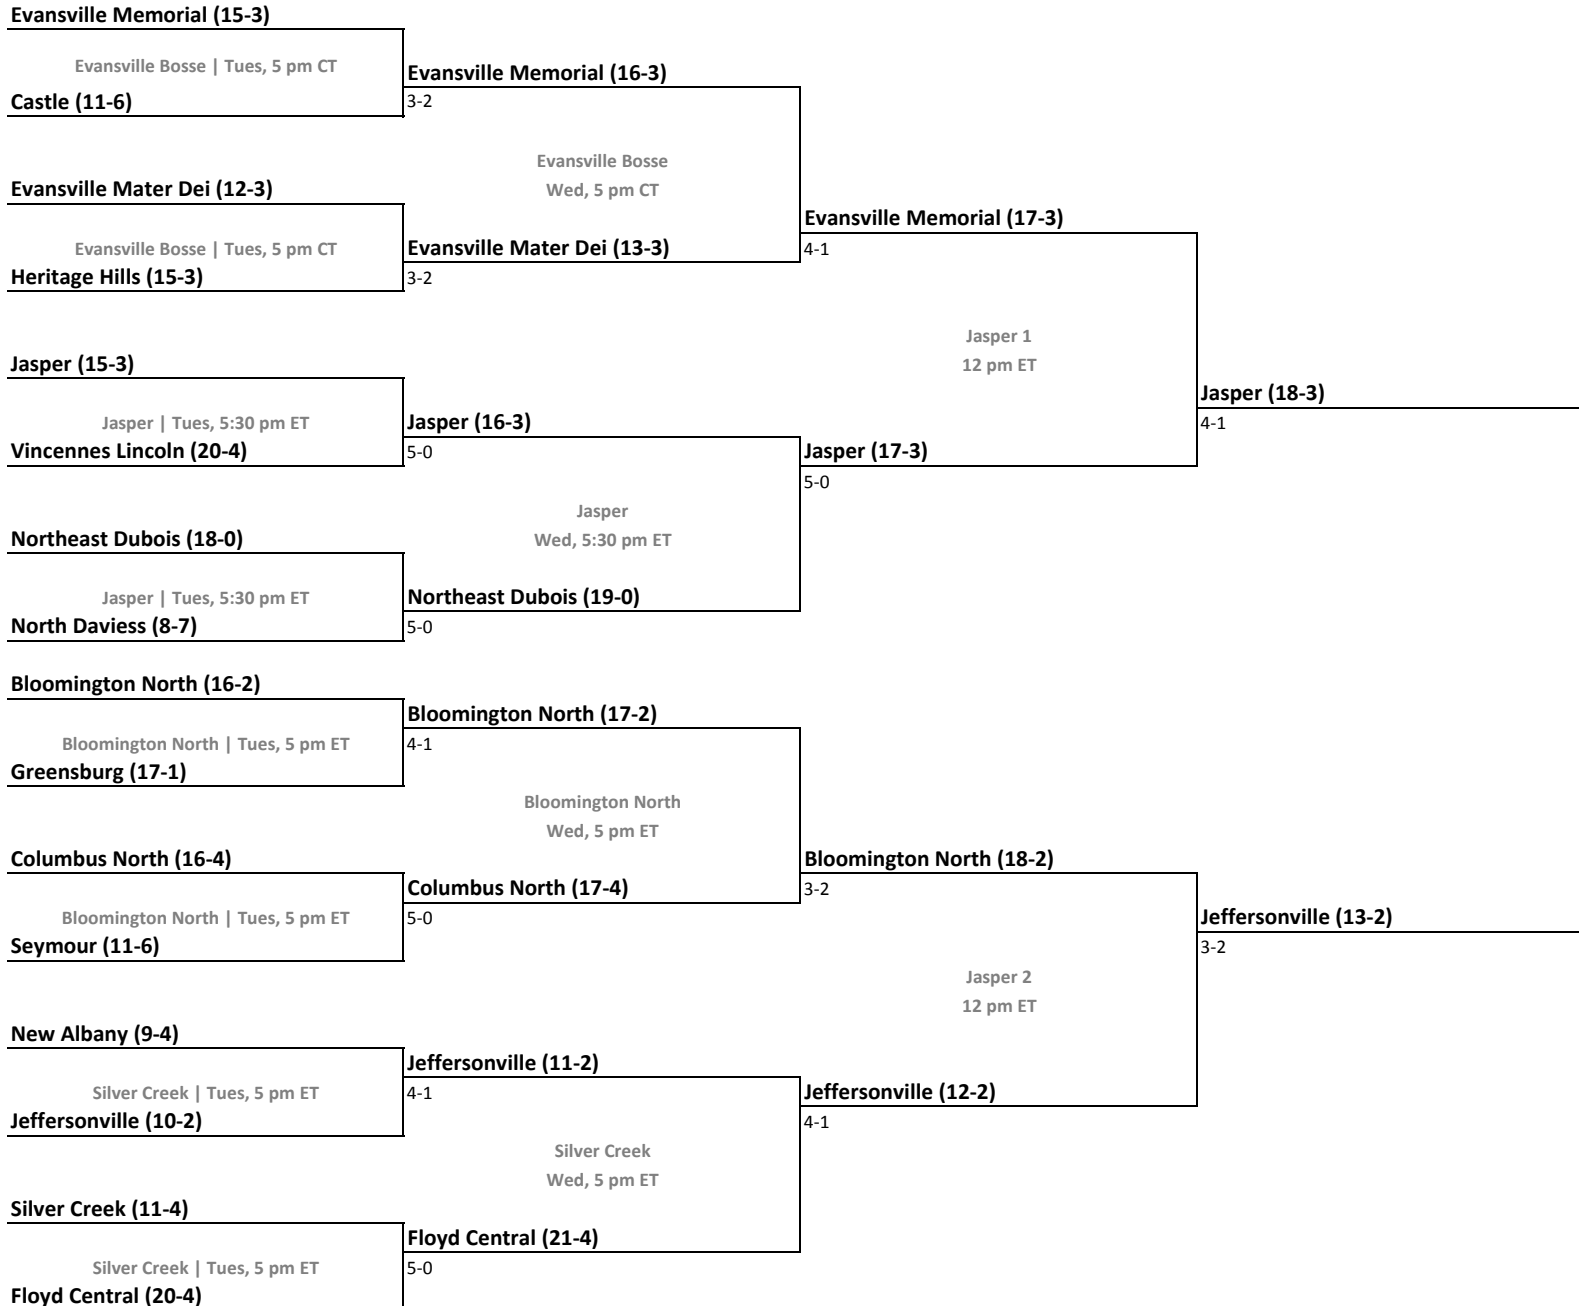 Evansville Memorial (15-3)
Evansville Bosse | Tues, 5 pm CT
Castle (11-6)
Evansville Memorial (16-3)
3-2
Evansville Bosse
Wed, 5 pm CT
Evansville Mater Dei (12-3)
Evansville Bosse | Tues, 5 pm CT
Heritage Hills (15-3)
Evansville Mater Dei (13-3)
3-2
Evansville Memorial (17-3)
4-1
Jasper 1
12 pm ET
Jasper (15-3)
Jasper | Tues, 5:30 pm ET
Vincennes Lincoln (20-4)
Jasper (16-3)
5-0
Jasper
Wed, 5:30 pm ET
Northeast Dubois (18-0)
Jasper | Tues, 5:30 pm ET
North Daviess (8-7)
Northeast Dubois (19-0)
5-0
Jasper (17-3)
5-0
Jasper (18-3)
4-1
Bloomington North (16-2)
Bloomington North | Tues, 5 pm ET
Greensburg (17-1)
Bloomington North (17-2)
4-1
Bloomington North
Wed, 5 pm ET
Columbus North (16-4)
Bloomington North | Tues, 5 pm ET
Seymour (11-6)
Columbus North (17-4)
5-0
Bloomington North (18-2)
3-2
Jasper 2
12 pm ET
New Albany (9-4)
Silver Creek | Tues, 5 pm ET
Jeffersonville (10-2)
Jeffersonville (11-2)
4-1
Silver Creek
Wed, 5 pm ET
Silver Creek (11-4)
Silver Creek | Tues, 5 pm ET
Floyd Central (20-4)
Floyd Central (21-4)
5-0
Jeffersonville (12-2)
4-1
Jeffersonville (13-2)
3-2